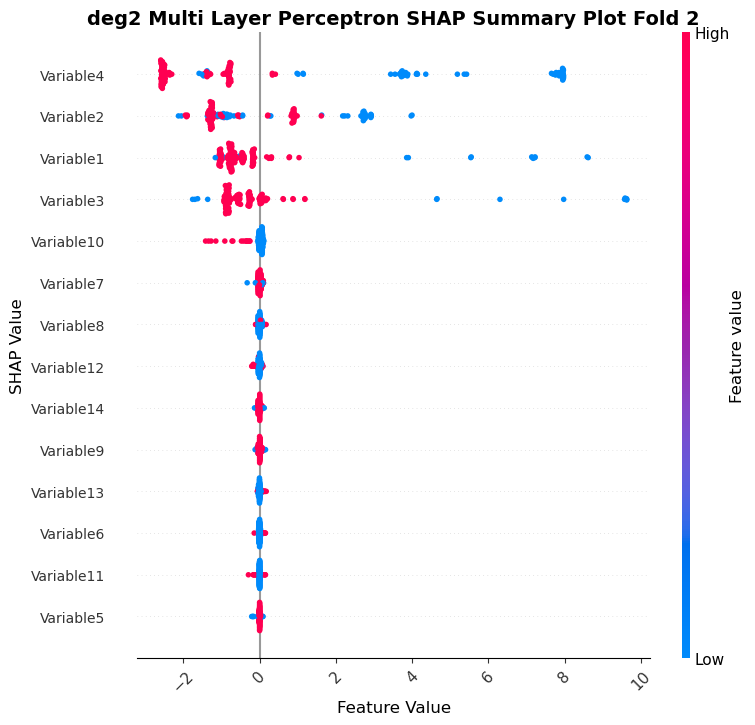 deg2 Multi Layer Perceptron SHAP Summary Plot Fold 2
High
Variable4
Variable2
Variable1
Variable3
Variable10
Variable7
Variable8
Variable12
Variable14
Variable9
Variable13
Variable6
Variable11
Variable5
SHAP Value
Feature value
Low
−2
0
2
4
6
8
10
Feature Value